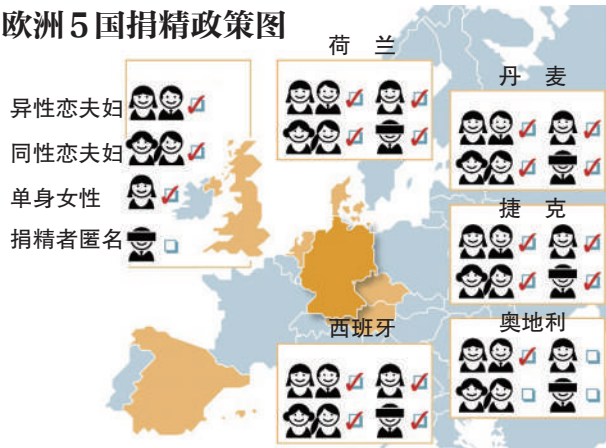 欧洲5国捐精政策图
荷 兰
丹 麦
异性恋夫妇
同性恋夫妇
单身女性
捐精者匿名
捷 克
西班牙
奥地利